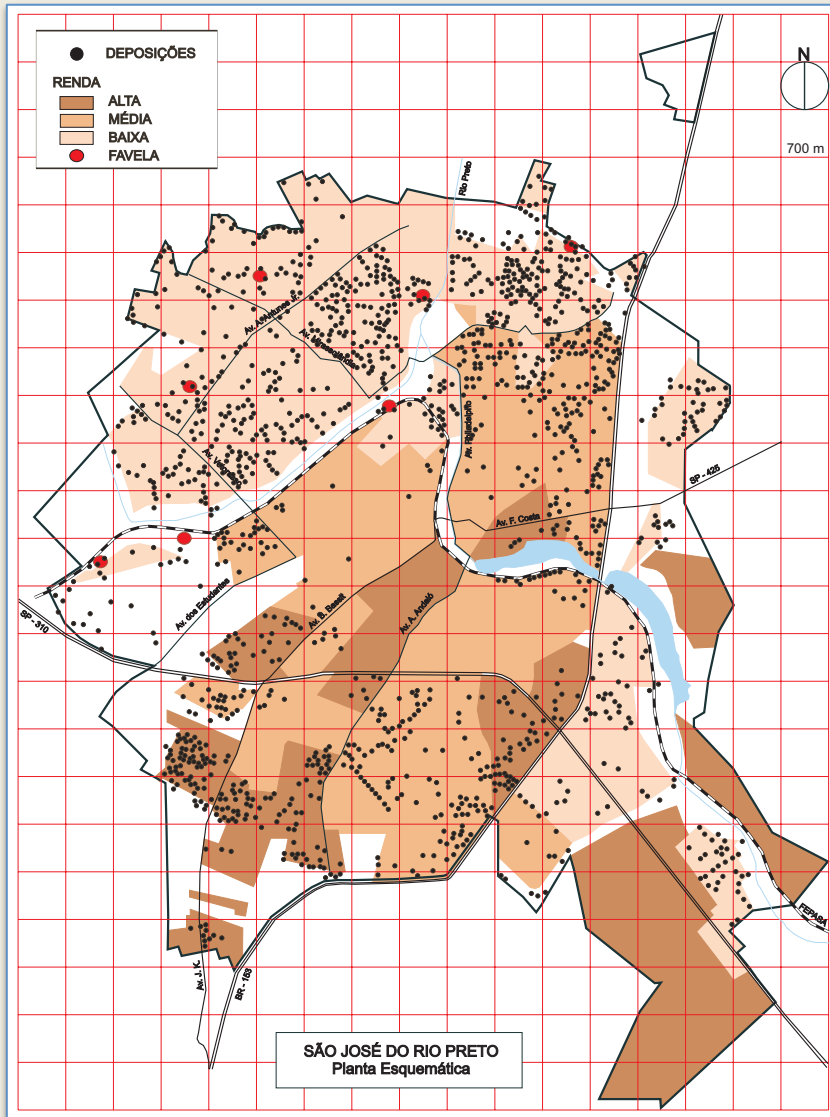 DEPOSIÇÕES
RENDA
ALTA
MÉDIA
BAIXA
FAVELA
N
700 m
Rio Preto
Av. Mirassolândia
Av. Philadelpho
Av. F. Costa
SP - 425
Av. dos Estudantes
Av. B. Bassit
Av. A. Andaló
SP - 310
FEPASA
Av. J. K.
BR - 153
SÃO JOSÉ DO RIO PRETO
Planta Esquemática